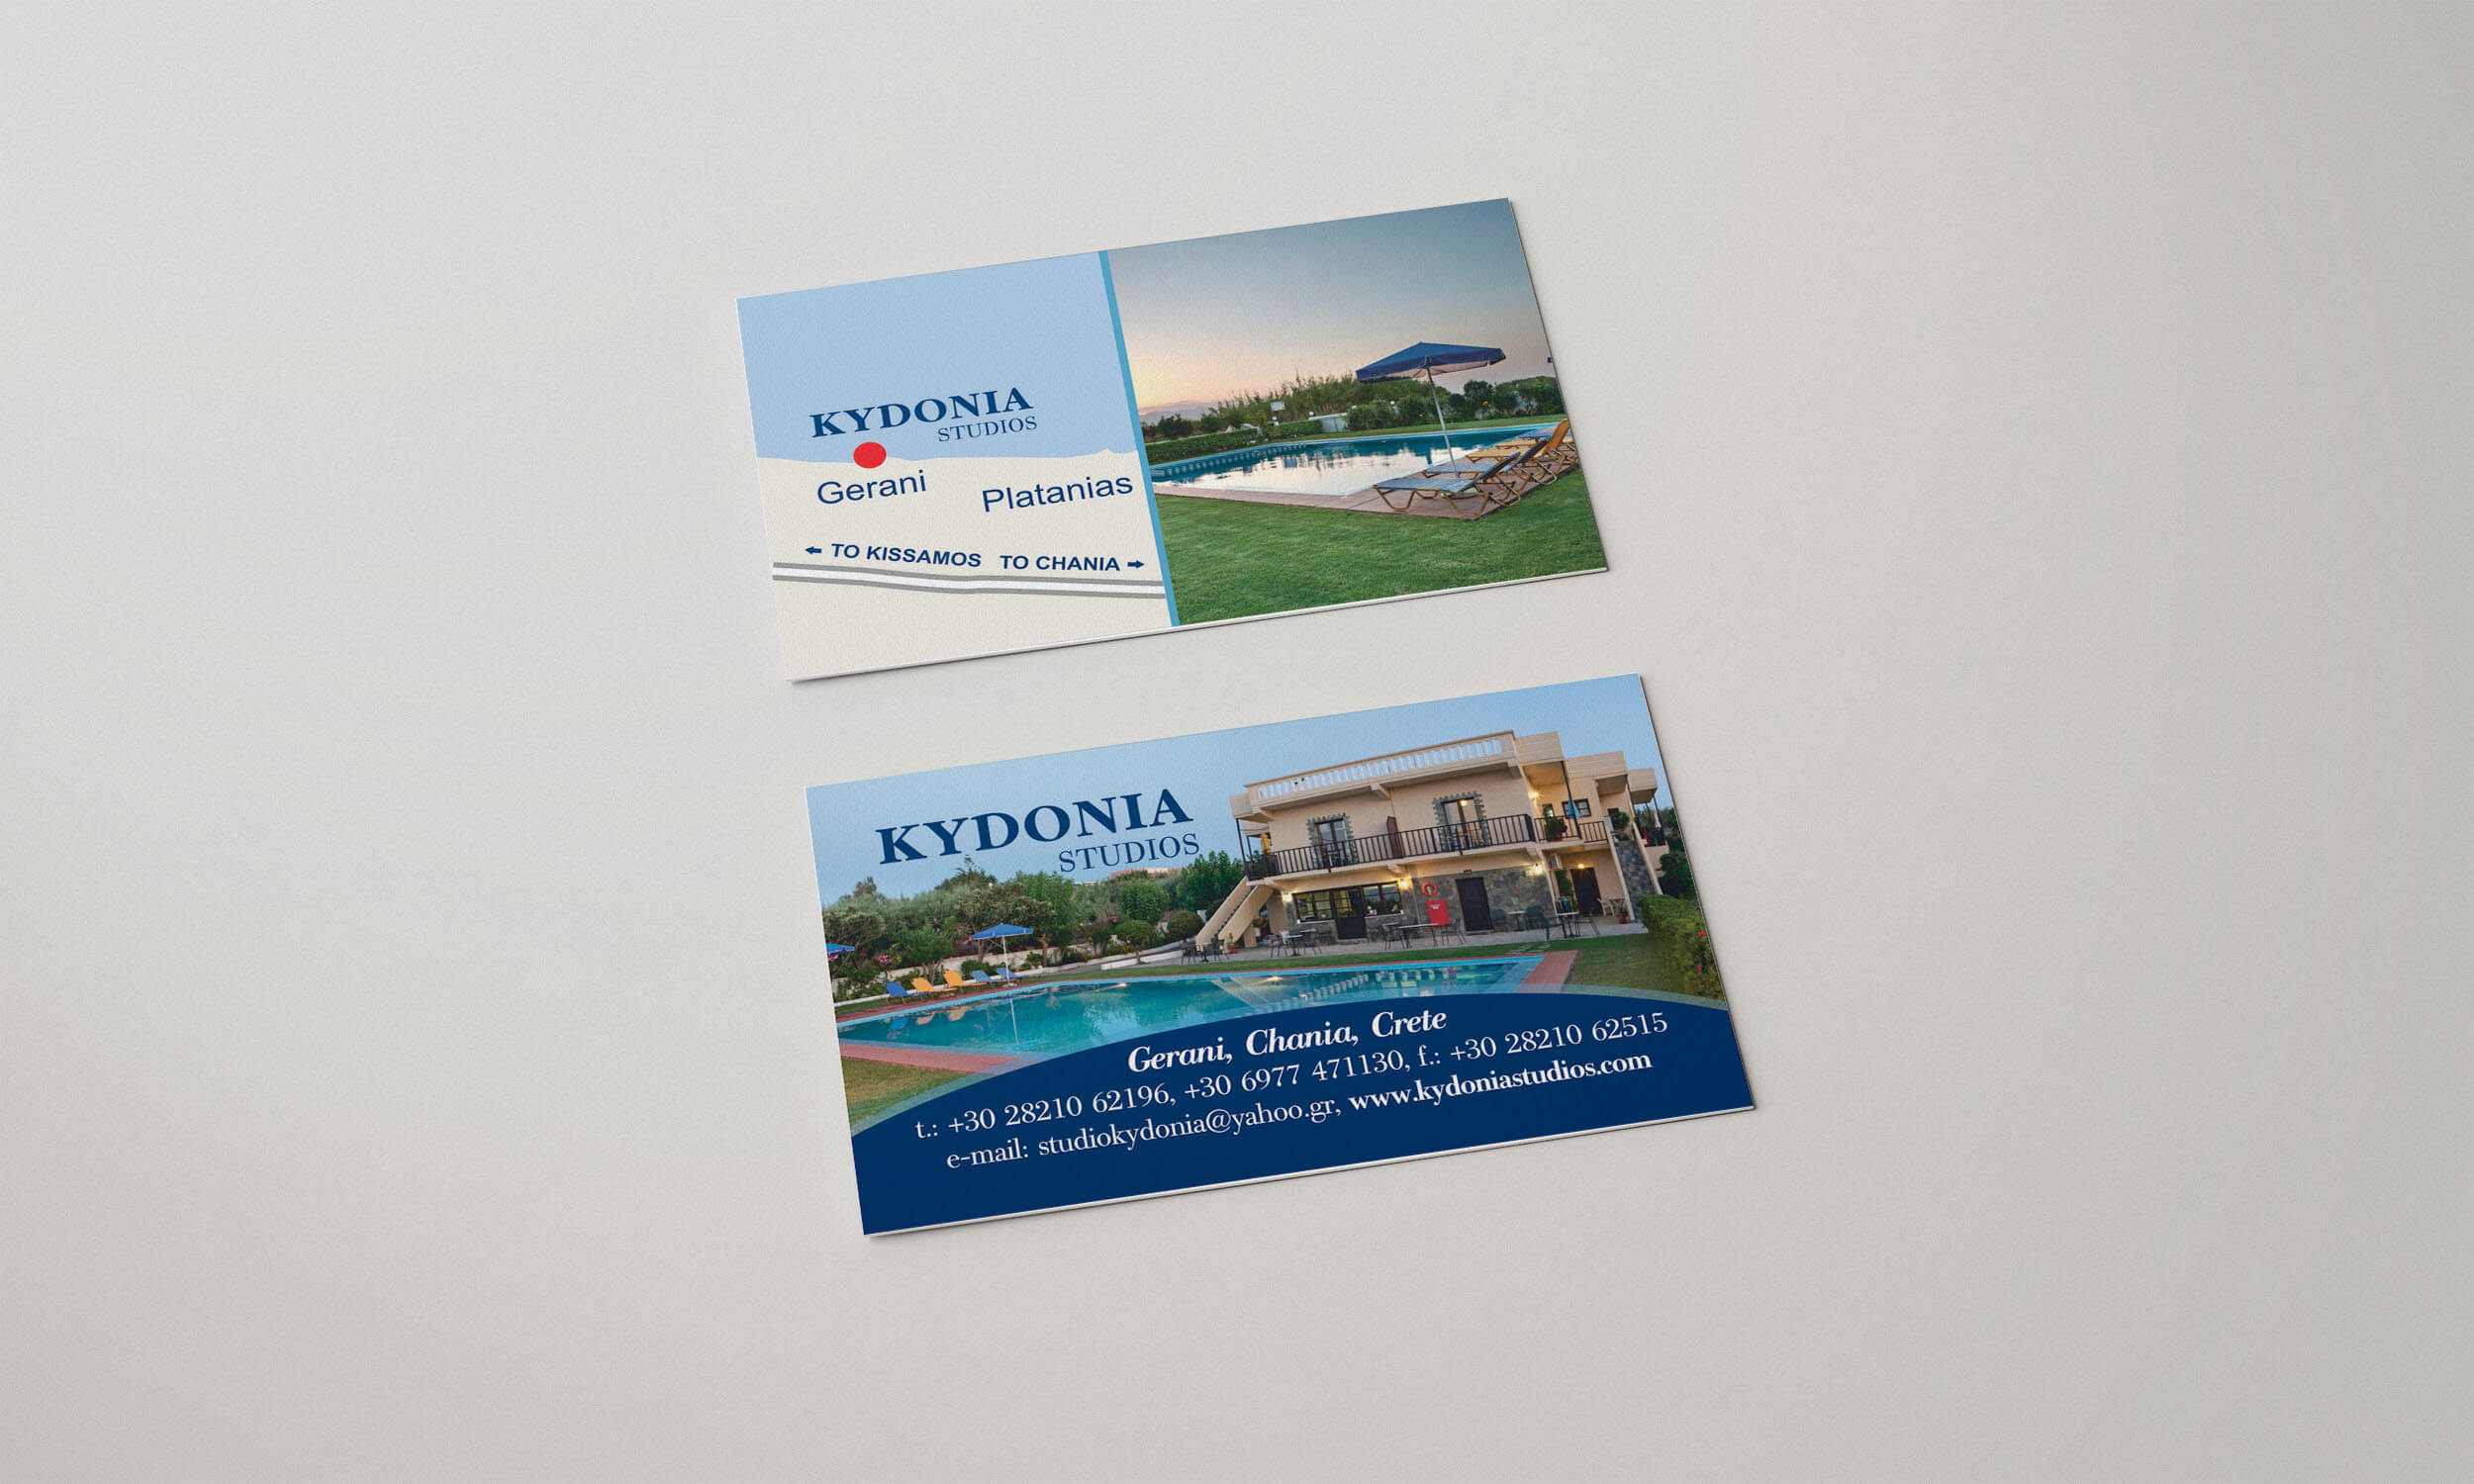 KYDONIA
STUDIOS
Gerani
Platanias
TO KISSAMOS TO CHANIA
KYDONIA
STUDIOS
Gerani, Chania, Crete
t.: +30 28210 62196, +30 6977 471130, f.: +30 28210 62515
e-mail: studiokydonia@yahoo.gr, www.kydoniastudios.com